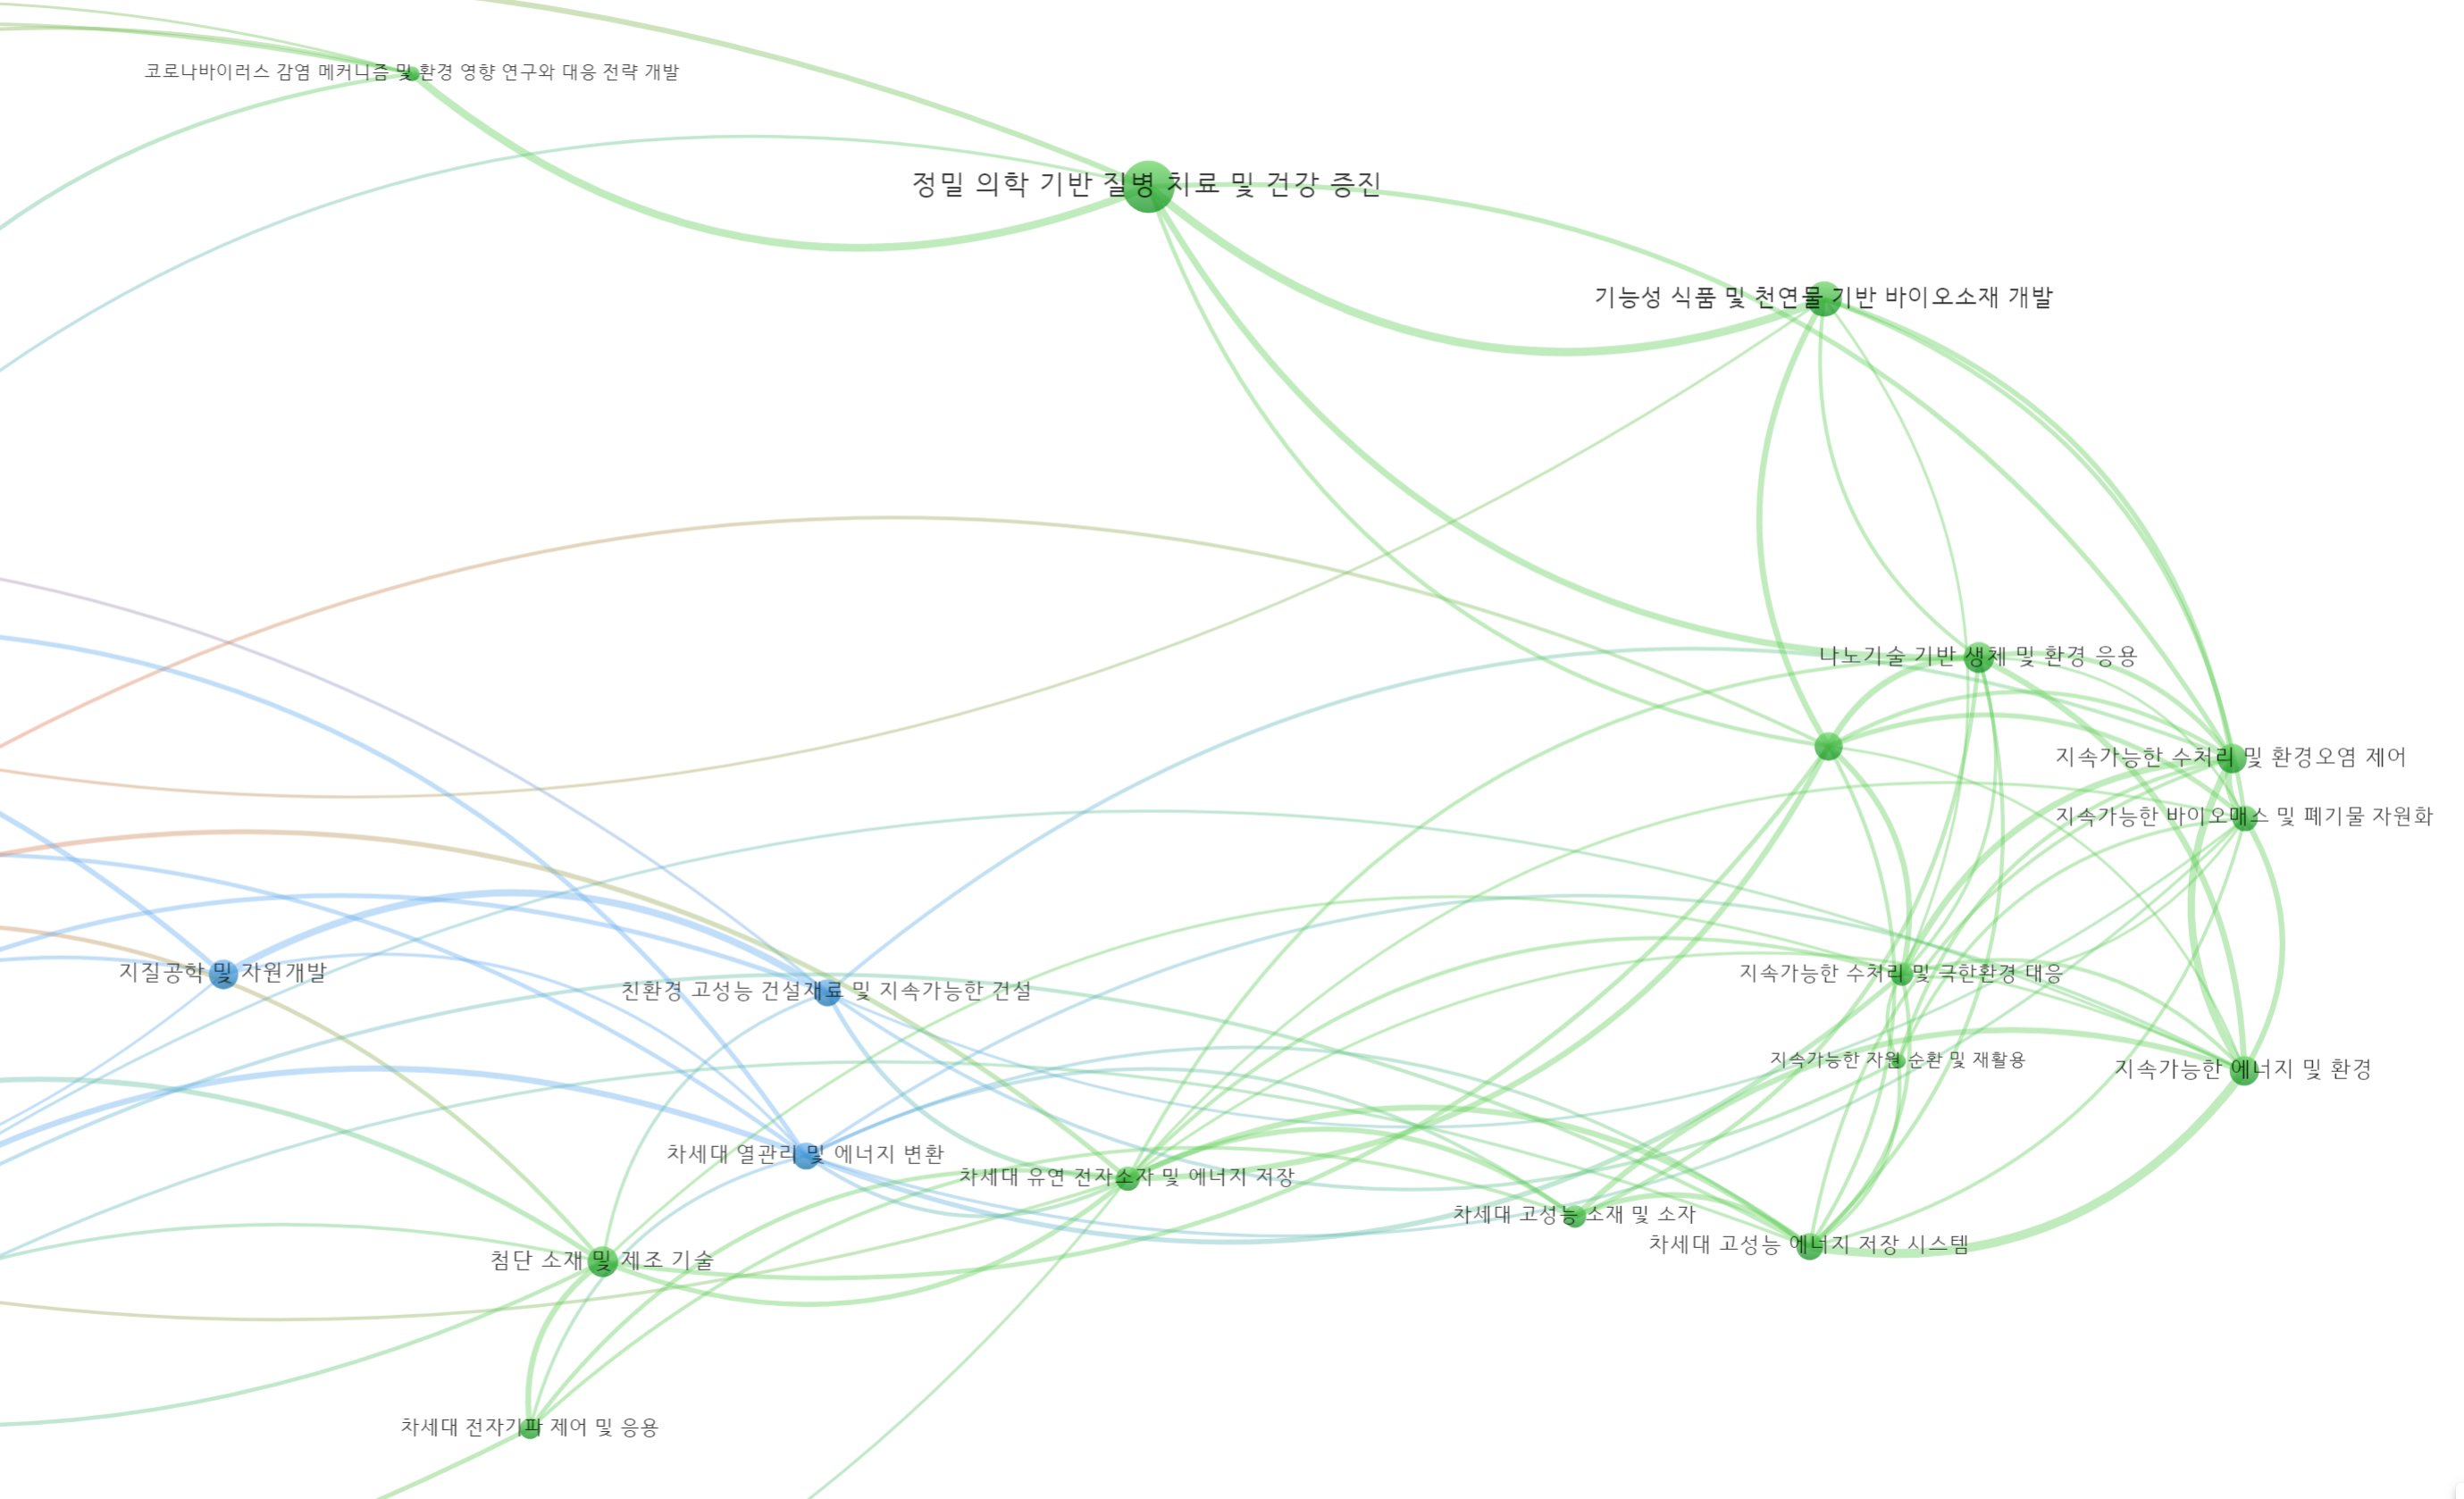 코로나바이러스 감염 메커니즘 및 환경 영향 연구와 대응 전략 개발
정밀 의학 기반 질병 치료 및 건강 증진
기능성 식품 및 천연물 기반 바이오소재 개발
나노기술 기반 생체 및 환경 응용
지속가능한 수처리 및 환경오염 제어
지속가능한 바이오매스 및 폐기물 자원화
지질공학 및 자원개발
친환경 고성능 건설재료 및 지속가능한 건설
지속가능한 수처리 및 극한환경 대응
지속가능한 자원 순환 및 재활용
지속가능한 에너지 및 환경
차세대 열관리 및 에너지 변환
차세대 유연 전자소자 및 에너지 저장
차세대 고성능 소재 및 소자
차세대 고성능 에너지 저장 시스템
첨단 소재 및 제조 기술
차세대 전자기파 제어 및 응용